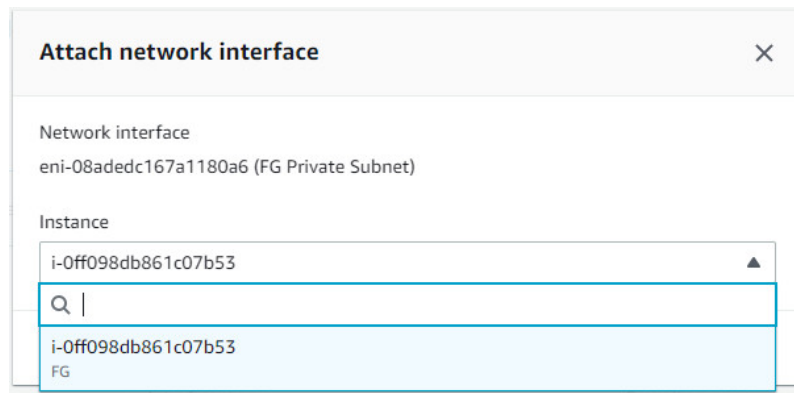 Attach network interface
Network interface
eni-08adedc167a1180a6 (FG Private Subnet)
Instance
i-0ff098db861c07b53
i-0ff098db861c07b53
FG